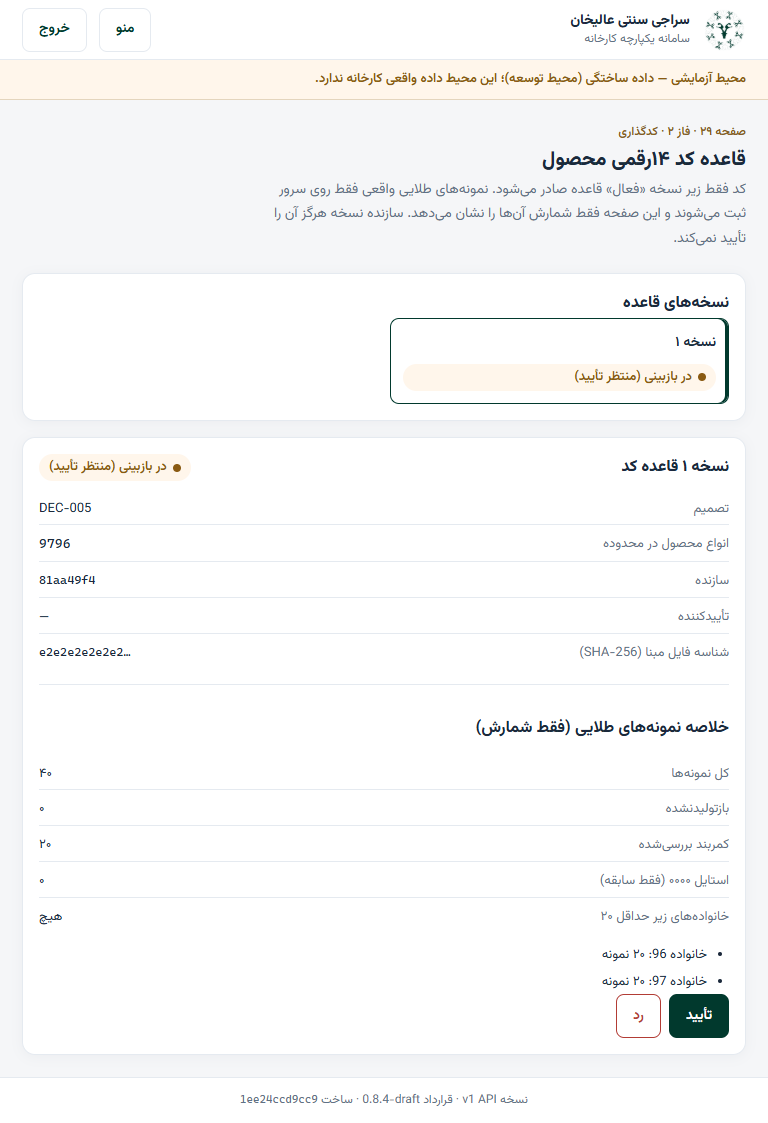 سراجی سنتی عالیخان
سامانه یکپارچه کارخانه
منو
خروج
محیط آزمایشی — داده ساختگی (محیط توسعه)؛ این محیط داده واقعی کارخانه ندارد.
صفحه ۲۹ · فاز ۲ · کدگذاری
قاعده کد ۱۴رقمی محصول
کد فقط زیر نسخه «فعال» قاعده صادر می‌شود. نمونه‌های طلایی واقعی فقط روی سرور
ثبت می‌شوند و این صفحه فقط شمارش آن‌ها را نشان می‌دهد. سازنده نسخه هرگز آن را
تأیید نمی‌کند.
نسخه‌های قاعده
نسخه ۱
در بازبینی (منتظر تأیید)
نسخه ۱ قاعده کد
در بازبینی (منتظر تأیید)
تصمیم DEC-005
انواع محصول در محدوده 9796
سازنده 81aa49f4
تأییدکننده —
شناسه فایل مبنا (SHA-256) e2e2e2e2e2e2…
خلاصه نمونه‌های طلایی (فقط شمارش)
کل نمونه‌ها ۴۰
بازتولیدنشده ۰
کمربند بررسی‌شده ۲۰
استایل ۰۰۰۰ (فقط سابقه) ۰
خانواده‌های زیر حداقل ۲۰ هیچ
• خانواده 96: ۲۰ نمونه
• خانواده 97: ۲۰ نمونه
تأیید
رد
نسخه API v1 · قرارداد 0.8.4-draft · ساخت 1ee24ccd9cc9